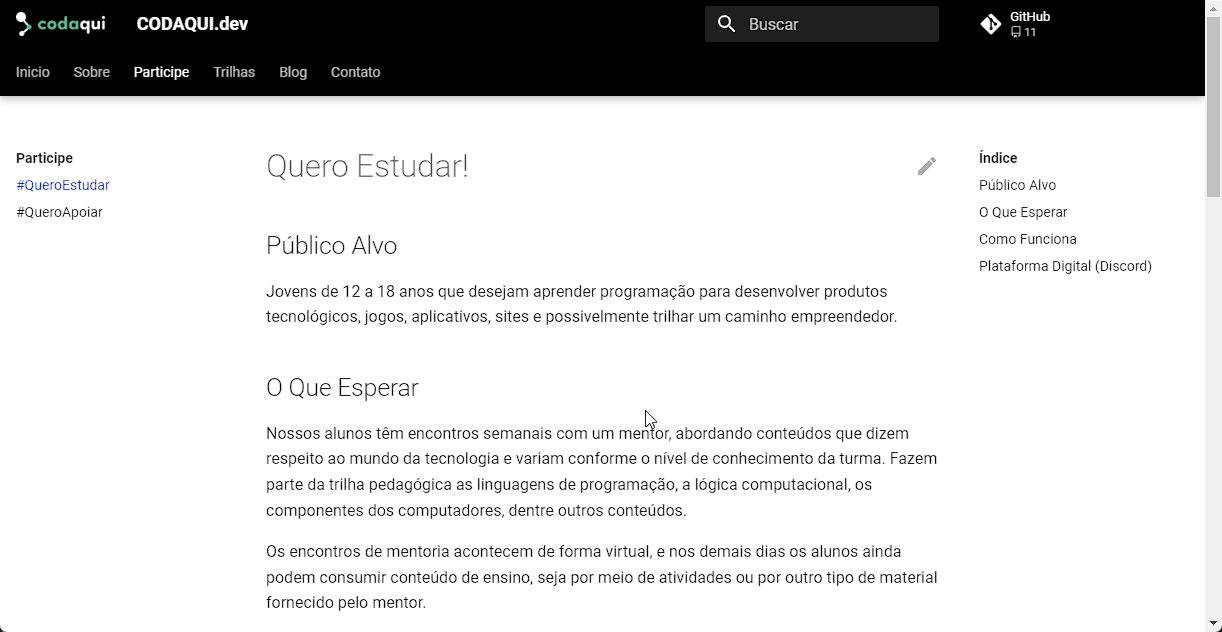 codaqui
CODAQUI.dev
Buscar
GitHub
11
Inicio
Sobre
Participe
Trilhas
Blog
Contato
Participe
#QueroEstudar
#QueroApoiar
Quero Estudar!
Público Alvo
Jovens de 12 a 18 anos que desejam aprender programação para desenvolver produtos
tecnológicos, jogos, aplicativos, sites e possivelmente trilhar um caminho empreendedor.
O Que Esperar
Nossos alunos têm encontros semanais com um mentor, abordando conteúdos que dizem
respeito ao mundo da tecnologia e variam conforme o nível de conhecimento da turma. Fazem
parte da trilha pedagógica as linguagens de programação, a lógica computacional, os
componentes dos computadores, dentre outros conteúdos.
Os encontros de mentoria acontecem de forma virtual, e nos demais dias os alunos ainda
podem consumir conteúdo de ensino, seja por meio de atividades ou por outro tipo de material
fornecido pelo mentor.
Índice
Público Alvo
O Que Esperar
Como Funciona
Plataforma Digital (Discord)